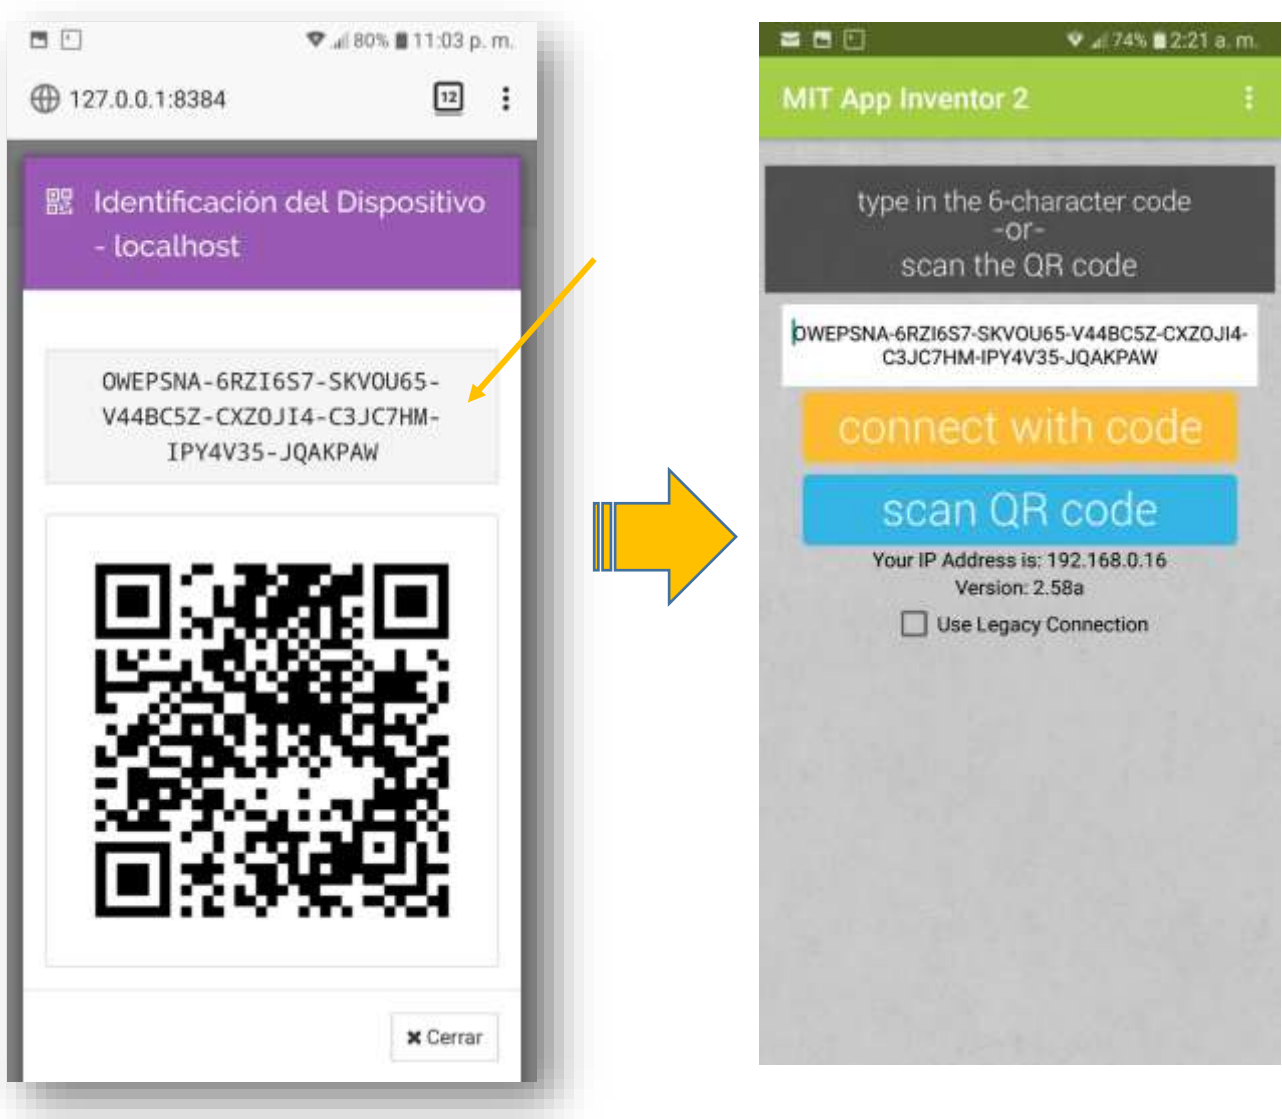 80% 11:03 p. m.
127.0.0.1:8384
12
Identificación del Dispositivo
- localhost
OWEPSNA-6RZI6S7-SKVOU65-
V44BC5Z-CXZOJI4-C3JC7HM-
IPY4V35-JQAKPAW
Cerrar
74% 2:21 a. m.
MIT App Inventor 2
type in the 6-character code
-or-
scan the QR code
OWEPSNA-6RZI6S7-SKVOU65-V44BC5Z-CXZOJI4-
C3JC7HM-IPY4V35-JQAKPAW
connect with code
scan QR code
Your IP Address is: 192.168.0.16
Version: 2.58a
Use Legacy Connection